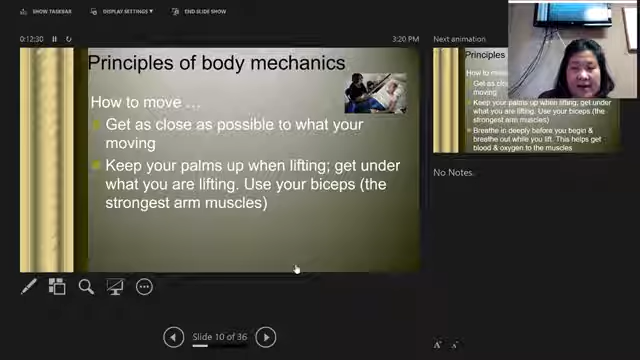 SHOW TASKBAR
DISPLAY SETTINGS ▾
END SLIDE SHOW
0:12:30
3:20 PM
Next animation
Principles of body mechanics
How to move …
Get as close as possible to what your
moving
Keep your palms up when lifting; get under
what you are lifting. Use your biceps (the
strongest arm muscles)
Principles
How to move
Get as close
moving
Keep your palms up when lifting; get under
what you are lifting. Use your biceps (the
strongest arm muscles)
Breathe in deeply before you begin &
breathe out while you lift. This helps get
blood & oxygen to the muscles
No Notes.
Slide 10 of 36
A A